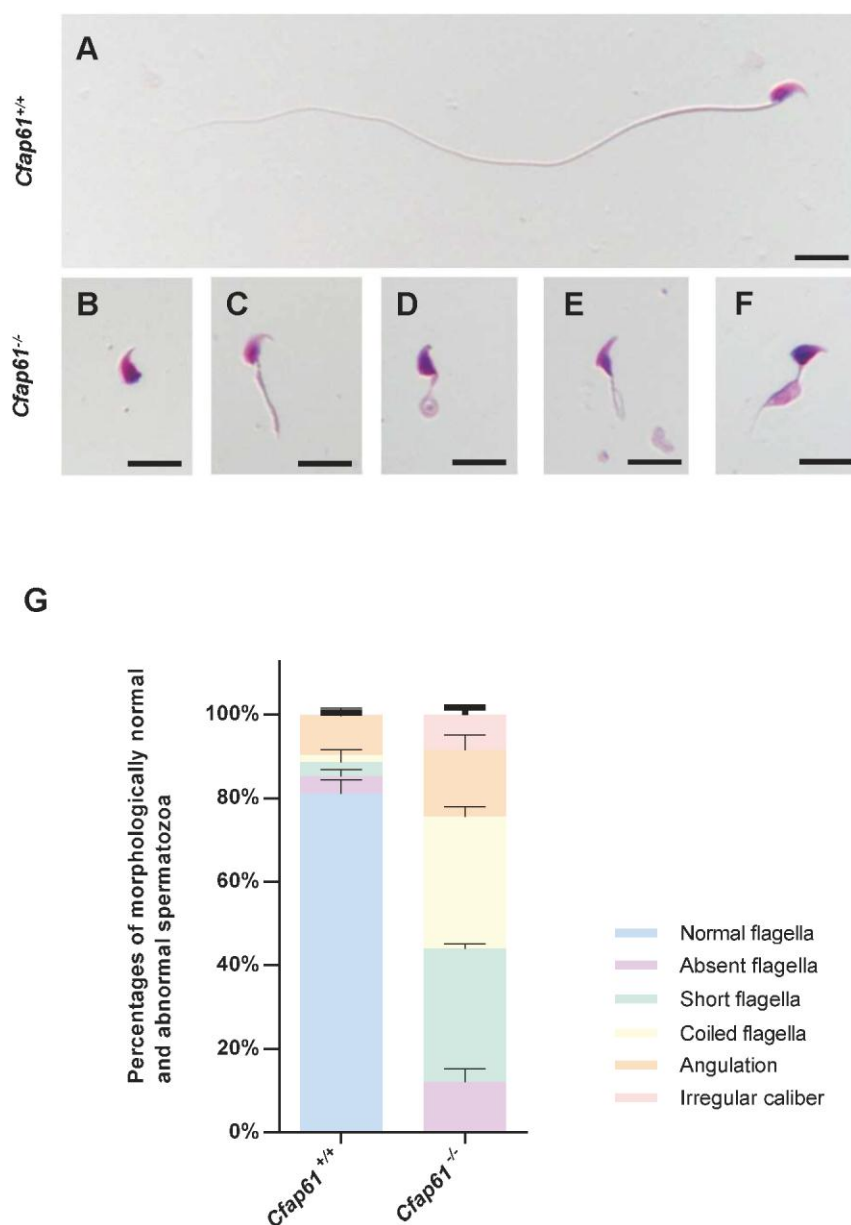 A
Cfap61+/+
B
C
D
E
F
Cfap61-/-
G
Percentages of morphologically normal
and abnormal spermatozoa
100%
80%
60%
40%
20%
0%
Cfap61 +/+
Cfap61 -/-
Normal flagella
Absent flagella
Short flagella
Coiled flagella
Angulation
Irregular caliber